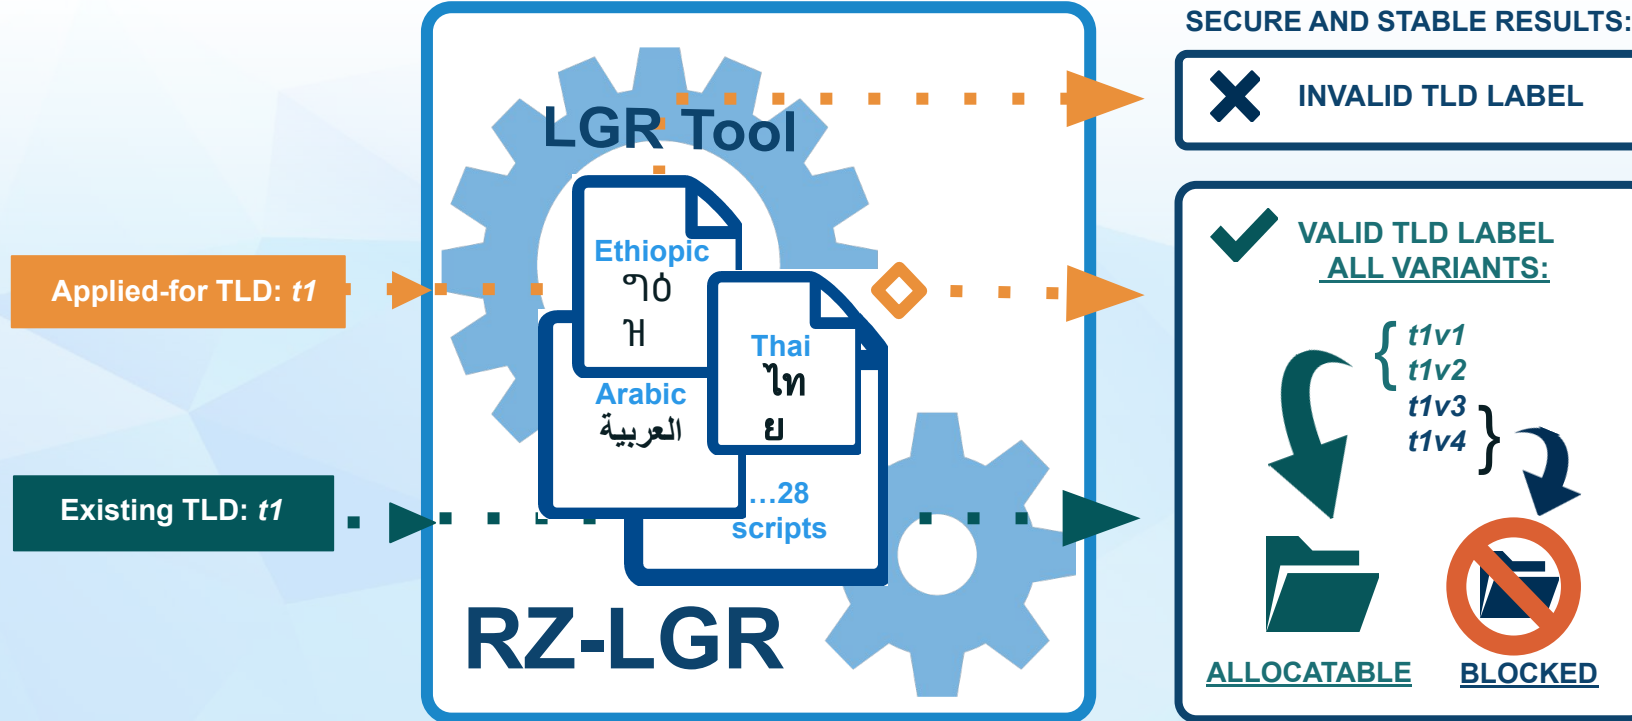 SECURE AND STABLE RESULTS:
INVALID TLD LABEL
LGR Tool
Ethiopic
ግዕ
ዝ
Thai
ไท
ย
Arabic
العربية
...28
scripts
RZ-LGR
Applied-for TLD: t1
Existing TLD: t1
VALID TLD LABEL
ALL VARIANTS:
t1v1
t1v2
t1v3
t1v4
ALLOCATABLE
BLOCKED